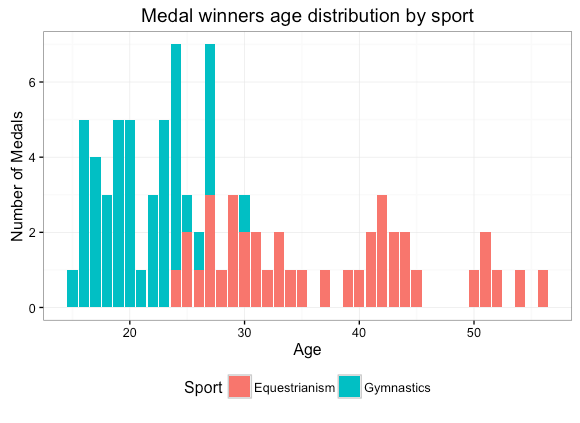 Medal winners age distribution by sport
Number of Medals
6
4
2
0
20 30 40 50
Age
Sport Equestrianism Gymnastics